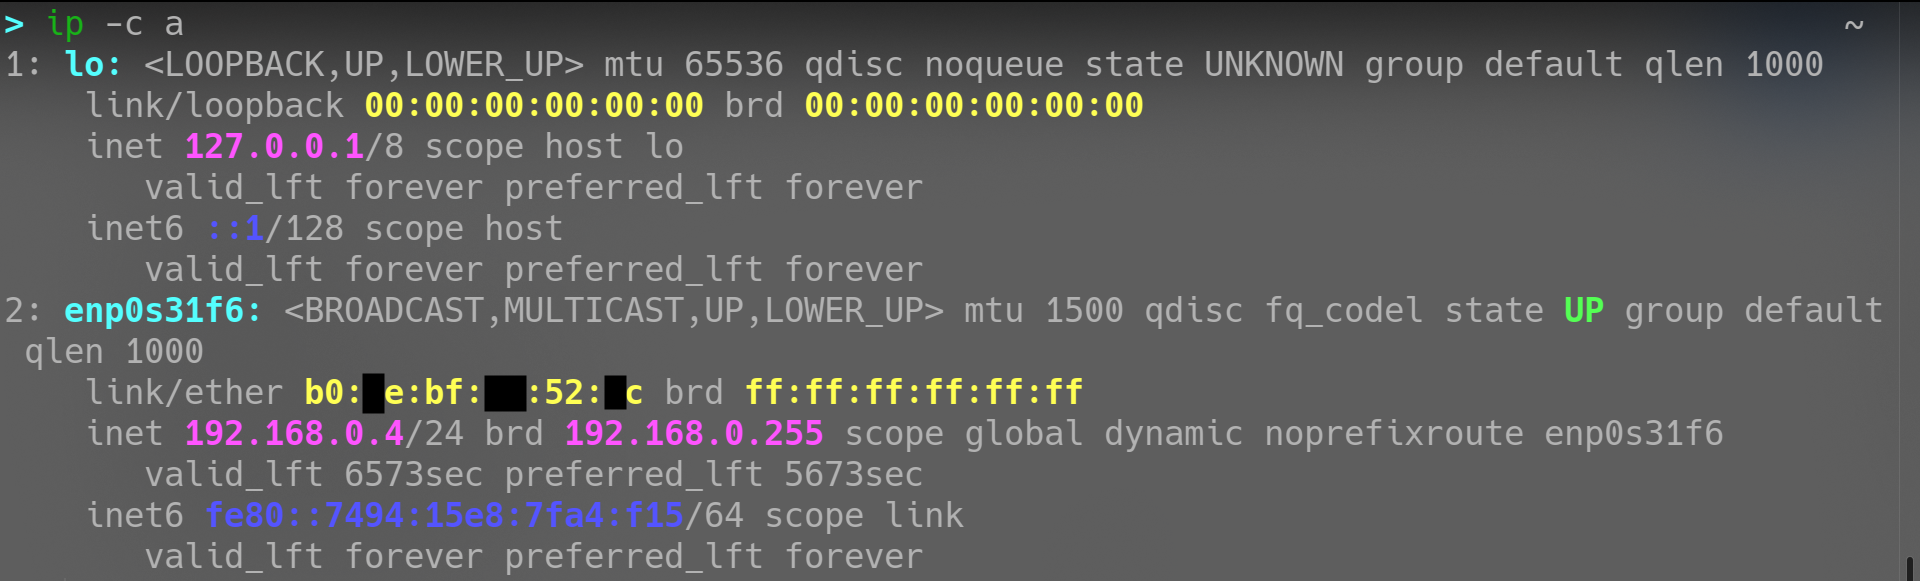 > ip -c a ~
1: lo: <LOOPBACK,UP,LOWER_UP> mtu 65536 qdisc noqueue state UNKNOWN group default qlen 1000
link/loopback 00:00:00:00:00:00 brd 00:00:00:00:00:00
inet 127.0.0.1/8 scope host lo
valid_lft forever preferred_lft forever
inet6 ::1/128 scope host
valid_lft forever preferred_lft forever
2: enp0s31f6: <BROADCAST,MULTICAST,UP,LOWER_UP> mtu 1500 qdisc fq_codel state UP group default
qlen 1000
link/ether b0: e:bf: :52: c brd ff:ff:ff:ff:ff:ff
inet 192.168.0.4/24 brd 192.168.0.255 scope global dynamic noprefixroute enp0s31f6
valid_lft 6573sec preferred_lft 5673sec
inet6 fe80::7494:15e8:7fa4:f15/64 scope link
valid_lft forever preferred_lft forever